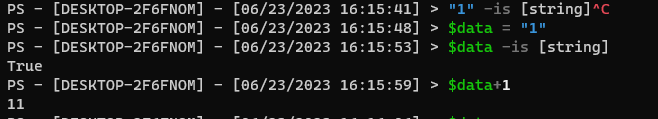 PS - [DESKTOP-2F6FNOM] - [06/23/2023 16:15:41] > "1" -is [string]^C
PS - [DESKTOP-2F6FNOM] - [06/23/2023 16:15:48] > $data = "1"
PS - [DESKTOP-2F6FNOM] - [06/23/2023 16:15:53] > $data -is [string]
True
PS - [DESKTOP-2F6FNOM] - [06/23/2023 16:15:59] > $data+1
11